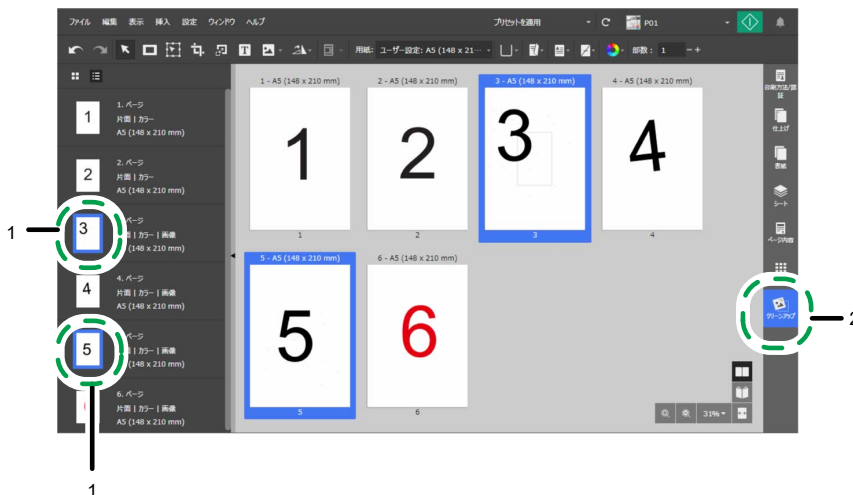 ファイル 編集 表示 挿入 設定 ウィンドウ ヘルプ プリセットを適用 P01
T 用紙: ユーザー設定: A5 (148 x 21··· 部数: 1 - +
1 1. ページ
片面 | カラー
A5 (148 x 210 mm)
2 2. ページ
片面 | カラー
A5 (148 x 210 mm)
1
3 ページ
| カラー | 画像
(148 x 210 mm)
4 4. ページ
片面 | カラー | 画像
A5 (148 x 210 mm)
5 ページ
| カラー | 画像
(148 x 210 mm)
1
6. ページ
片面 | カラー | 画像
A5 (148 x 210 mm)
1 - A5 (148 x 210 mm)
1
1
2 - A5 (148 x 210 mm)
2
2
3 - A5 (148 x 210 mm)
3
3
4 - A5 (148 x 210 mm)
4
4
5 - A5 (148 x 210 mm)
5
5
6 - A5 (148 x 210 mm)
6
6
31%
印刷方法/認
証
仕上げ
表紙
シート
ページ内容
クリーンアップ
2